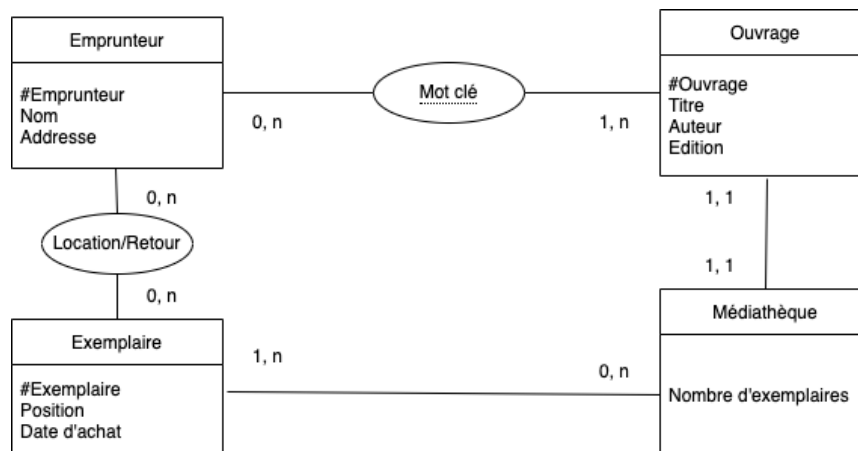 Emprunteur
#Emprunteur
Nom
Addresse
0, n
Mot clé
1, n
Ouvrage
#Ouvrage
Titre
Auteur
Edition
0, n
Location/Retour
0, n
1, 1
1, 1
Exemplaire
#Exemplaire
Position
Date d'achat
1, n
0, n
Médiathèque
Nombre d'exemplaires